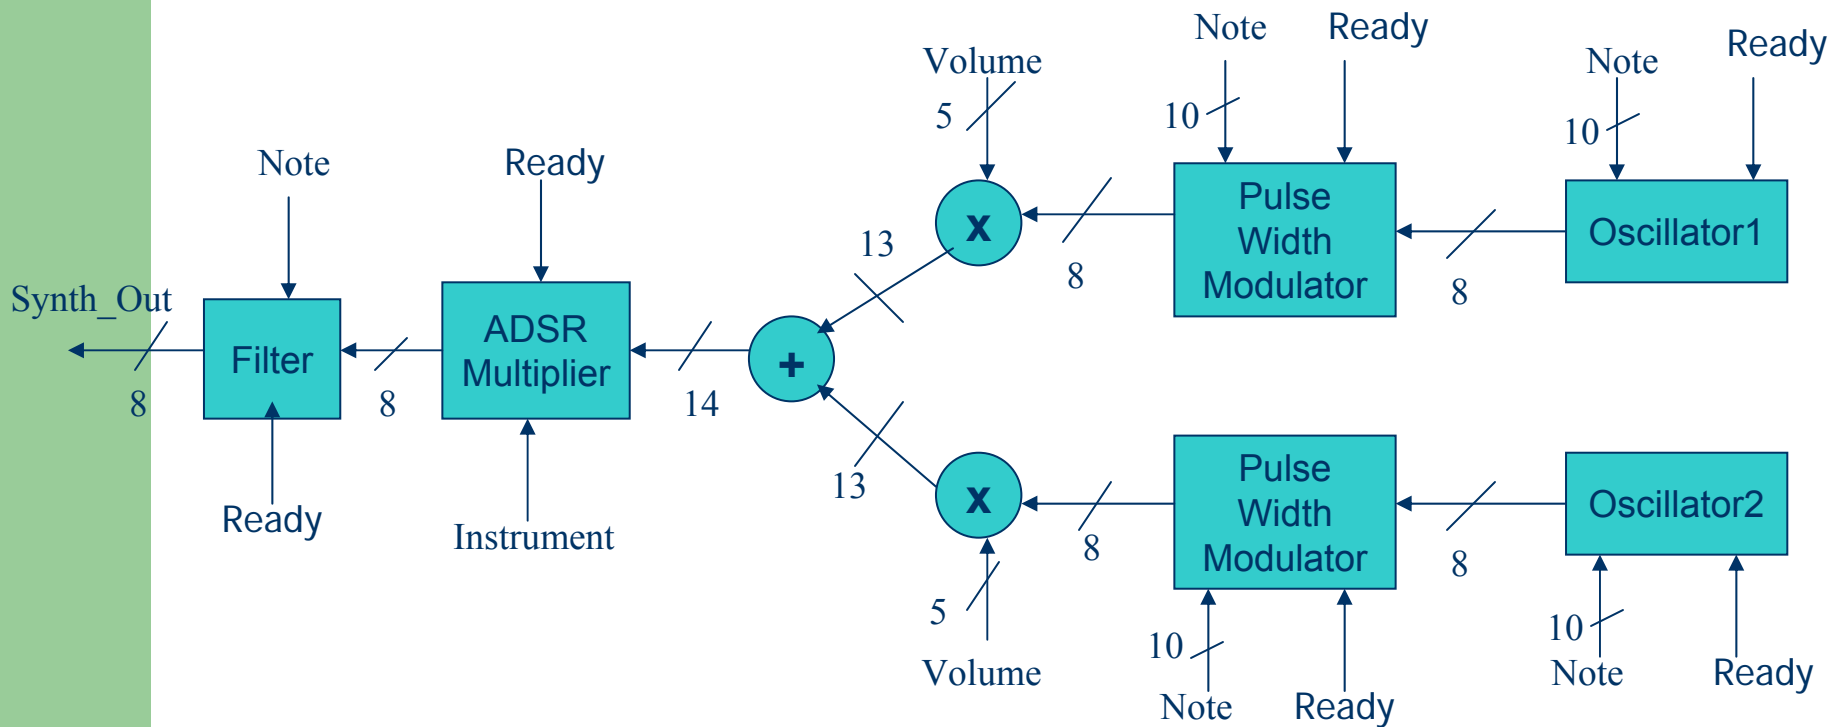 Note
Ready
Note
Ready
Volume
5
10
10
Note
Ready
Pulse
Width
Modulator
Oscillator1
x
13
8
8
Synth_Out
ADSR
Multiplier
Filter
+
8
8
14
Ready
Instrument
13
x
8
Pulse
Width
Modulator
8
Oscillator2
5
Volume
10
Note
Ready
10
Note
Ready